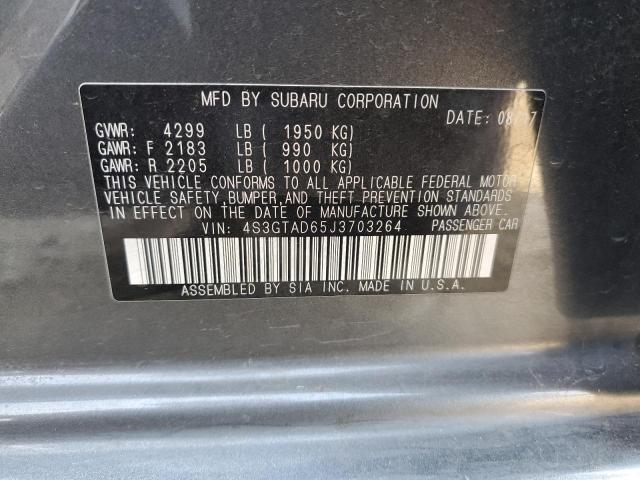 MFD BY SUBARU CORPORATION
DATE:
GVWR: 4299 LB ( 1950 KG)
GAWR: F 2183 LB ( 990 KG)
GAWR: R 2205 LB ( 1000 KG)
THIS VEHICLE CONFORMS TO ALL APPLICABLE FEDERAL MOTOR
VEHICLE SAFETY, BUMPER, AND THEFT PREVENTION STANDARDS
IN EFFECT ON THE DATE OF MANUFACTURE SHOWN ABOVE.
VIN: 4S3GTAD65J3703264 PASSENGER CAR
ASSEMBLED BY SIA INC. MADE IN U.S.A.